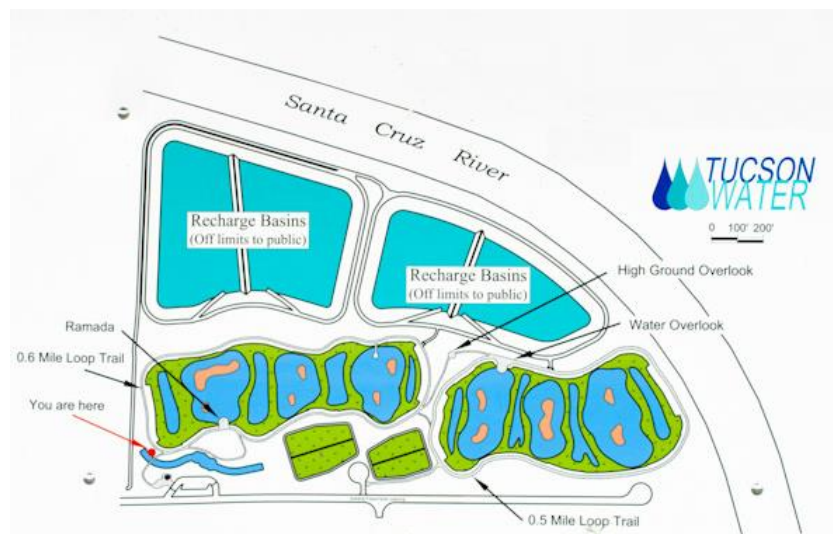 Santa Cruz River
TUCSON
WATER
0 100' 200'
Recharge Basins
(Off limits to public)
Recharge Basins
(Off limits to public)
High Ground Overlook
Ramada
Water Overlook
0.6 Mile Loop Trail
You are here
0.5 Mile Loop Trail